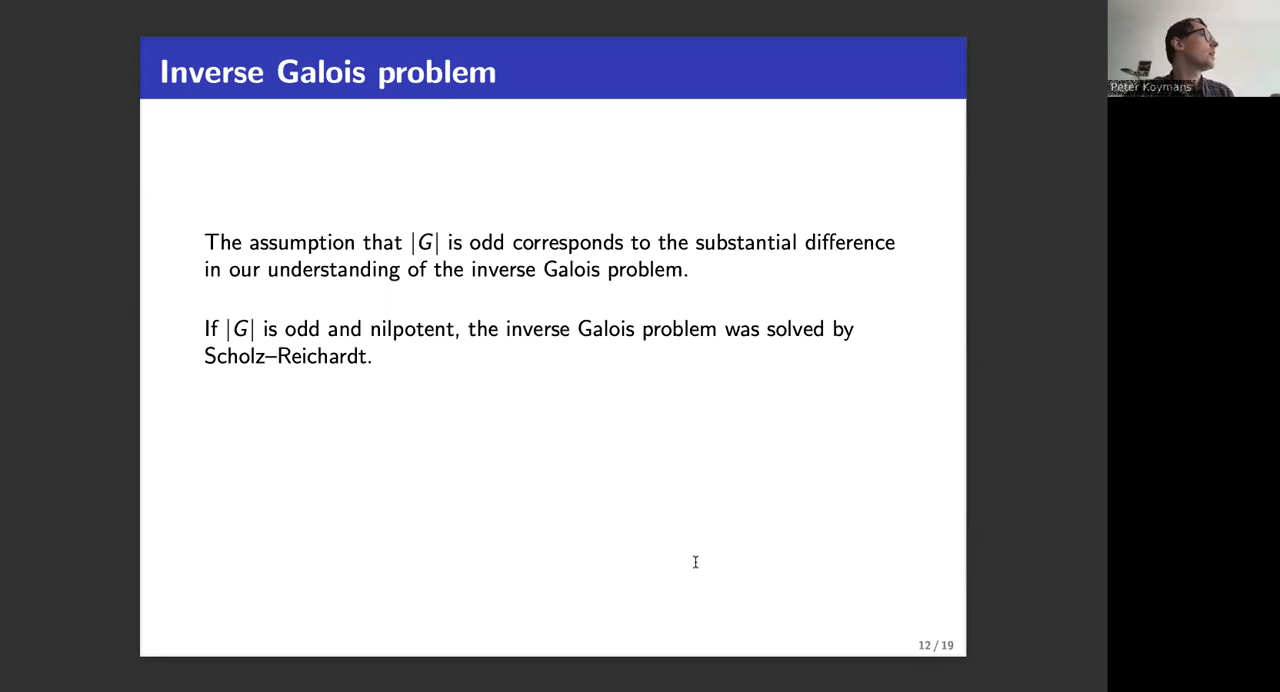 Inverse Galois problem
The assumption that |G| is odd corresponds to the substantial difference
in our understanding of the inverse Galois problem.
If |G| is odd and nilpotent, the inverse Galois problem was solved by
Scholz–Reichardt.
12 / 19
Peter Koymans